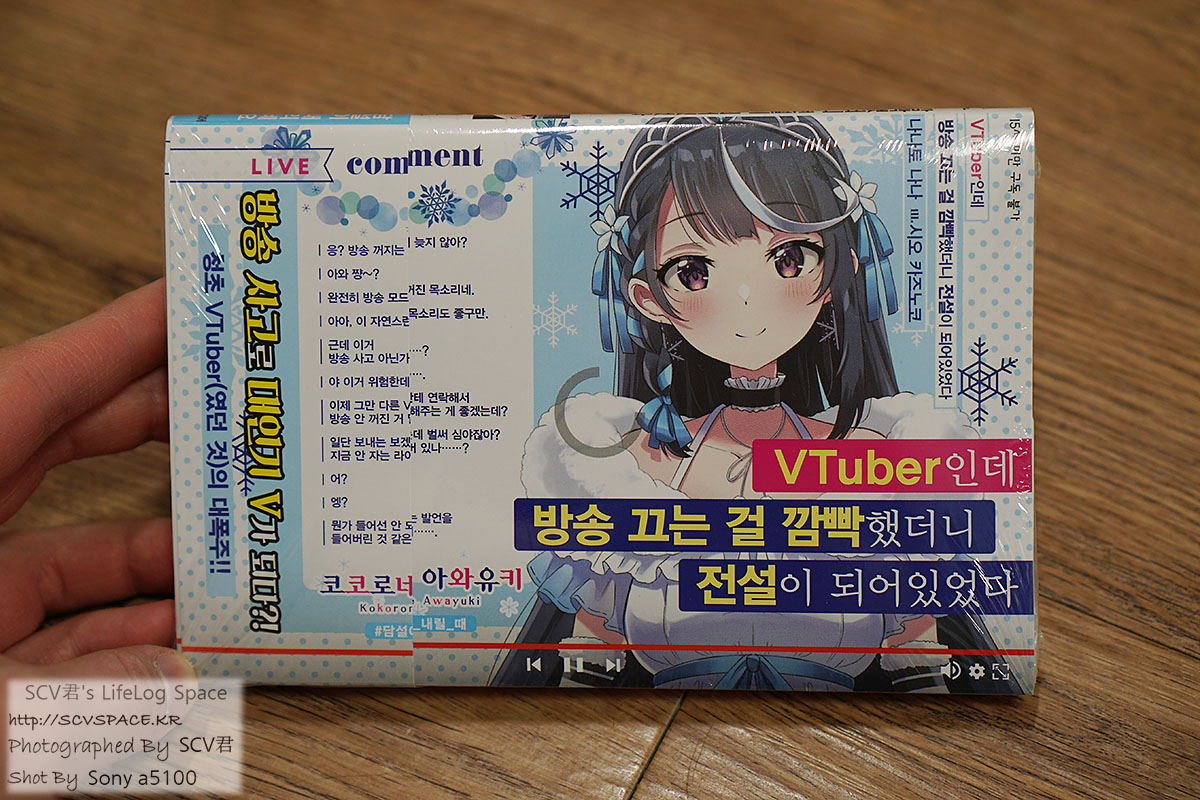 LIVE
comment
방송 사고로 대인기 V가 되다?!
청초 VTuber(였던 것)의 대폭주!!
응? 방송 꺼지는
늦지 않아?
아와 짱~?
완전히 방송 모드
꺼진 목소리네.
아아, 이 자연스런
목소리도 좋구만.
근데 이거
방송 사고 아닌가
……?
야 이거 위험한데
….
이제 그만 다른 V
한테 연락해서
방송 안 꺼진 거
해주는 게 좋겠는데?
일단 보내는 보겠
데 벌써 심야잖아?
지금 안 자는 라이
있나……?
어?
엥?
뭔가 들어선 안 되
는 발언을
들어버린 것 같은
…….
코코로네 아와유키
Kokoror Awayuki
#담설
내릴_때
VTuber인데
방송 끄는 걸 깜빡했더니 전설이 되어있었다
나나토 나나 ill.시오 카즈노코
미만 구독 불가
VTuber인데
방송 끄는 걸 깜빡했더니
전설이 되어있었다
SCV君's LifeLog Space
http://SCVSPACE.KR
Photographed By SCV君
Shot By Sony a5100